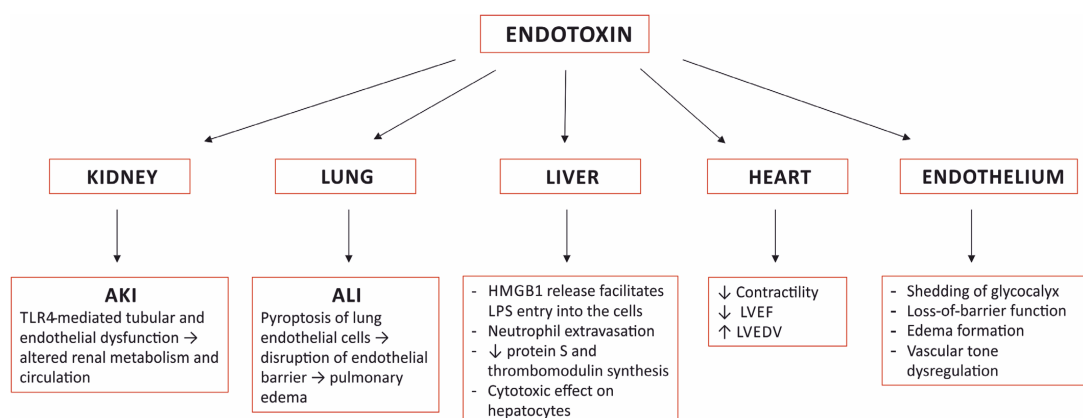 ENDOTOXIN
KIDNEY
LUNG
LIVER
HEART
ENDOTHELIUM
AKI
TLR4-mediated tubular and
endothelial dysfunction →
altered renal metabolism and
circulation
ALI
Pyroptosis of lung
endothelial cells →
disruption of endothelial
barrier → pulmonary
edema
- HMGB1 release facilitates
LPS entry into the cells
- Neutrophil extravasation
- ↓ protein S and
thrombomodulin synthesis
- Cytotoxic effect on
hepatocytes
↓ Contractility
↓ LVEF
↑ LVEDV
- Shedding of glycocalyx
- Loss-of-barrier function
- Edema formation
- Vascular tone
dysregulation